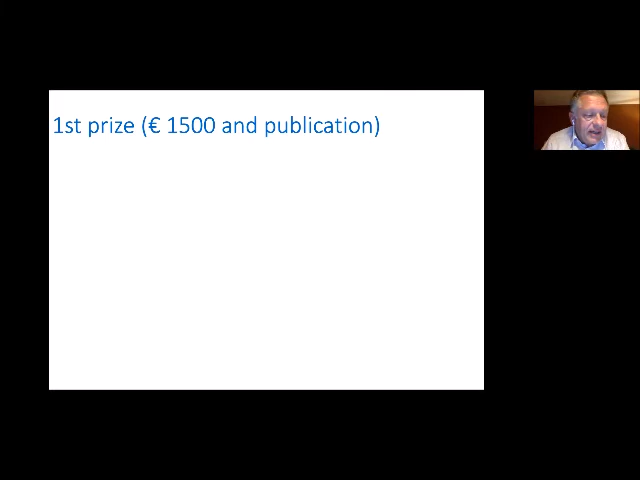 1st prize (€ 1500 and publication)